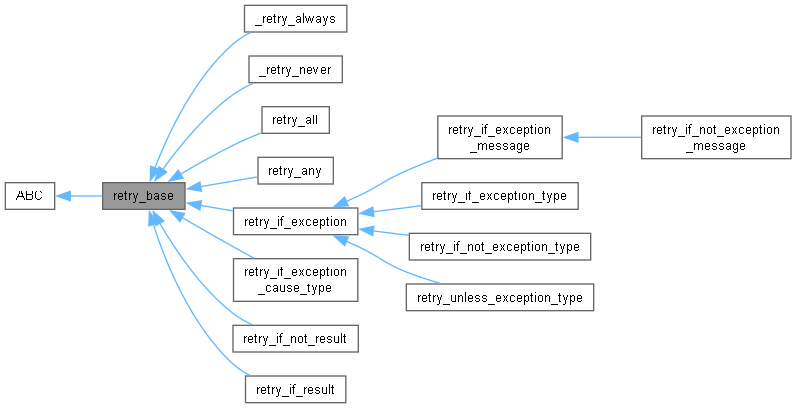 _retry_always
_retry_never
retry_all
retry_any
ABC
retry_base
retry_if_exception
retry_if_exception
_cause_type
retry_if_not_result
retry_if_result
retry_if_exception
_message
retry_if_exception_type
retry_if_not_exception_type
retry_unless_exception_type
retry_if_not_exception
_message